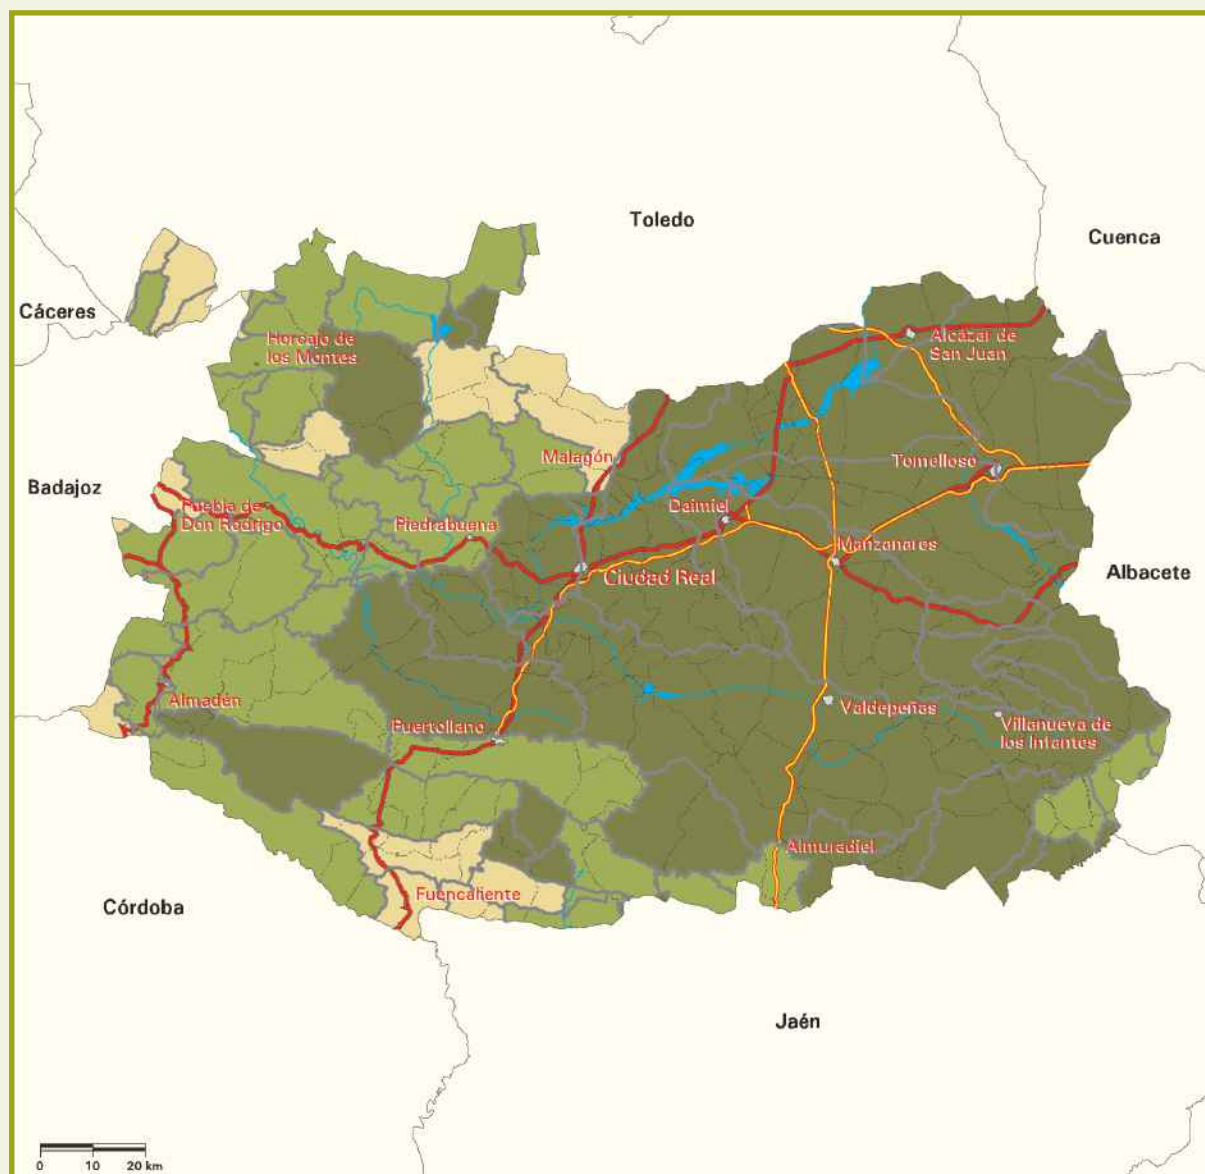 Toledo
Cuenca
Cáceres
Horcajo de
los Montes
Alcázar de
San Juan
Malagón
Tomelloso
Badajoz
Puebla de
Don Rodrigo
Piedrabuena
Daimiel
Manzanares
Ciudad Real
Albacete
Almadén
Puertollano
Valdepeñas
Villanueva de
los Infantes
Almuradiel
Fuencaliente
Córdoba
Jaén
0 10 20 km